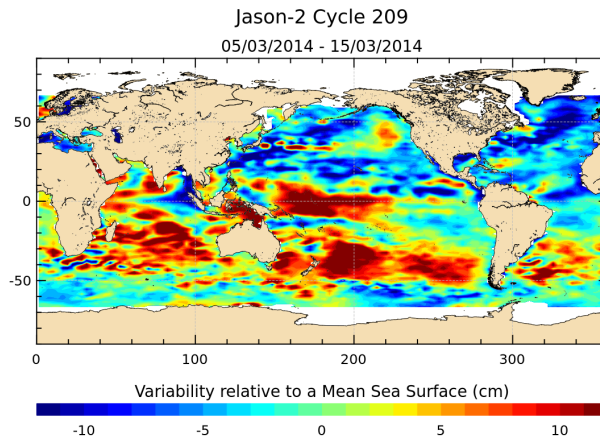 Jason-2 Cycle 209
05/03/2014 - 15/03/2014
50
0
-50
0 100 200 300
Variability relative to a Mean Sea Surface (cm)
-10 -5 0 5 10